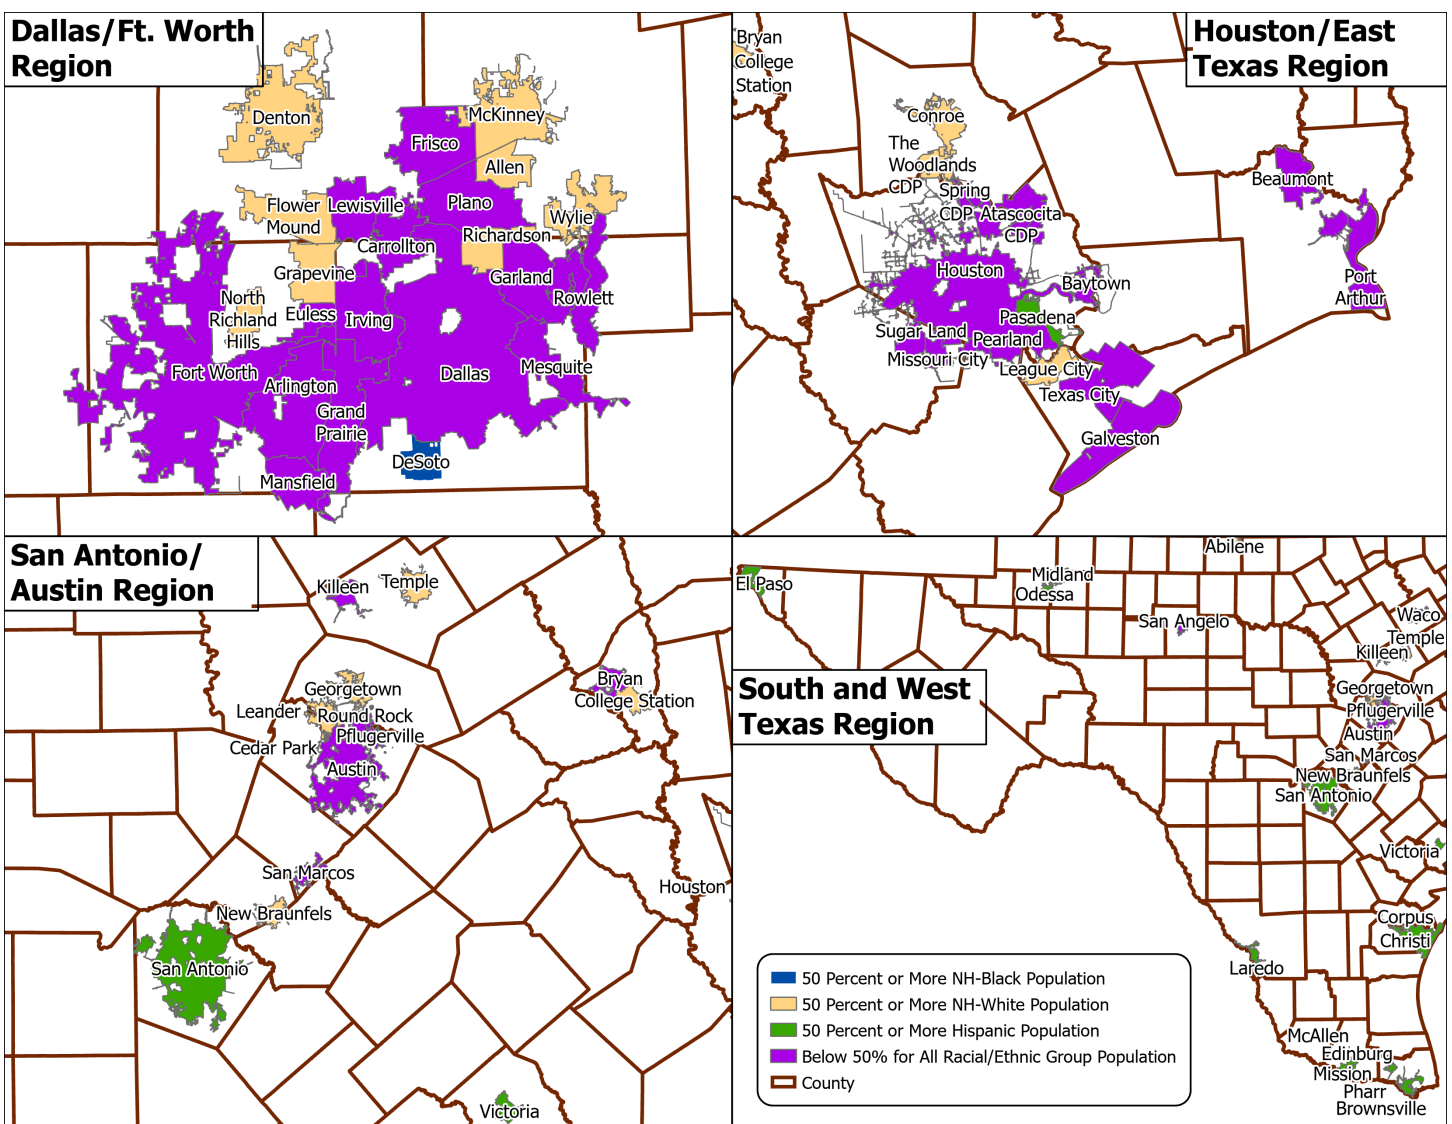 Dallas/Ft. Worth
Region
Denton
McKinney
Frisco
Allen
Flower
Mound
Lewisville
Plano
Wylie
Richardson
Carrollton
Grapevine
Garland
Rowlett
North
Richland
Hills
Euless
Irving
Fort Worth
Arlington
Dallas
Mesquite
Grand
Prairie
DeSoto
Mansfield
Houston/East
Texas Region
Bryan
College
Station
Conroe
The
Woodlands
CDP
Spring
CDP
Atascocita
CDP
Beaumont
Houston
Baytown
Port
Arthur
Pasadena
Sugar Land
Pearland
Missouri City
League City
Texas City
Galveston
San Antonio/
Austin Region
Killeen
Temple
Georgetown
Leander
Round Rock
Pflugerville
Cedar Park
Austin
Bryan
College Station
San Marcos
Houston
New Braunfels
San Antonio
Victoria
South and West
Texas Region
Abilene
El Paso
Midland
Odessa
San Angelo
Waco
Temple
Killeen
Georgetown
Pflugerville
Austin
San Marcos
New Braunfels
San Antonio
Victoria
Corpus
Christi
Laredo
McAllen
Edinburg
Mission
Pharr
Brownsville
50 Percent or More NH-Black Population
50 Percent or More NH-White Population
50 Percent or More Hispanic Population
Below 50% for All Racial/Ethnic Group Population
County